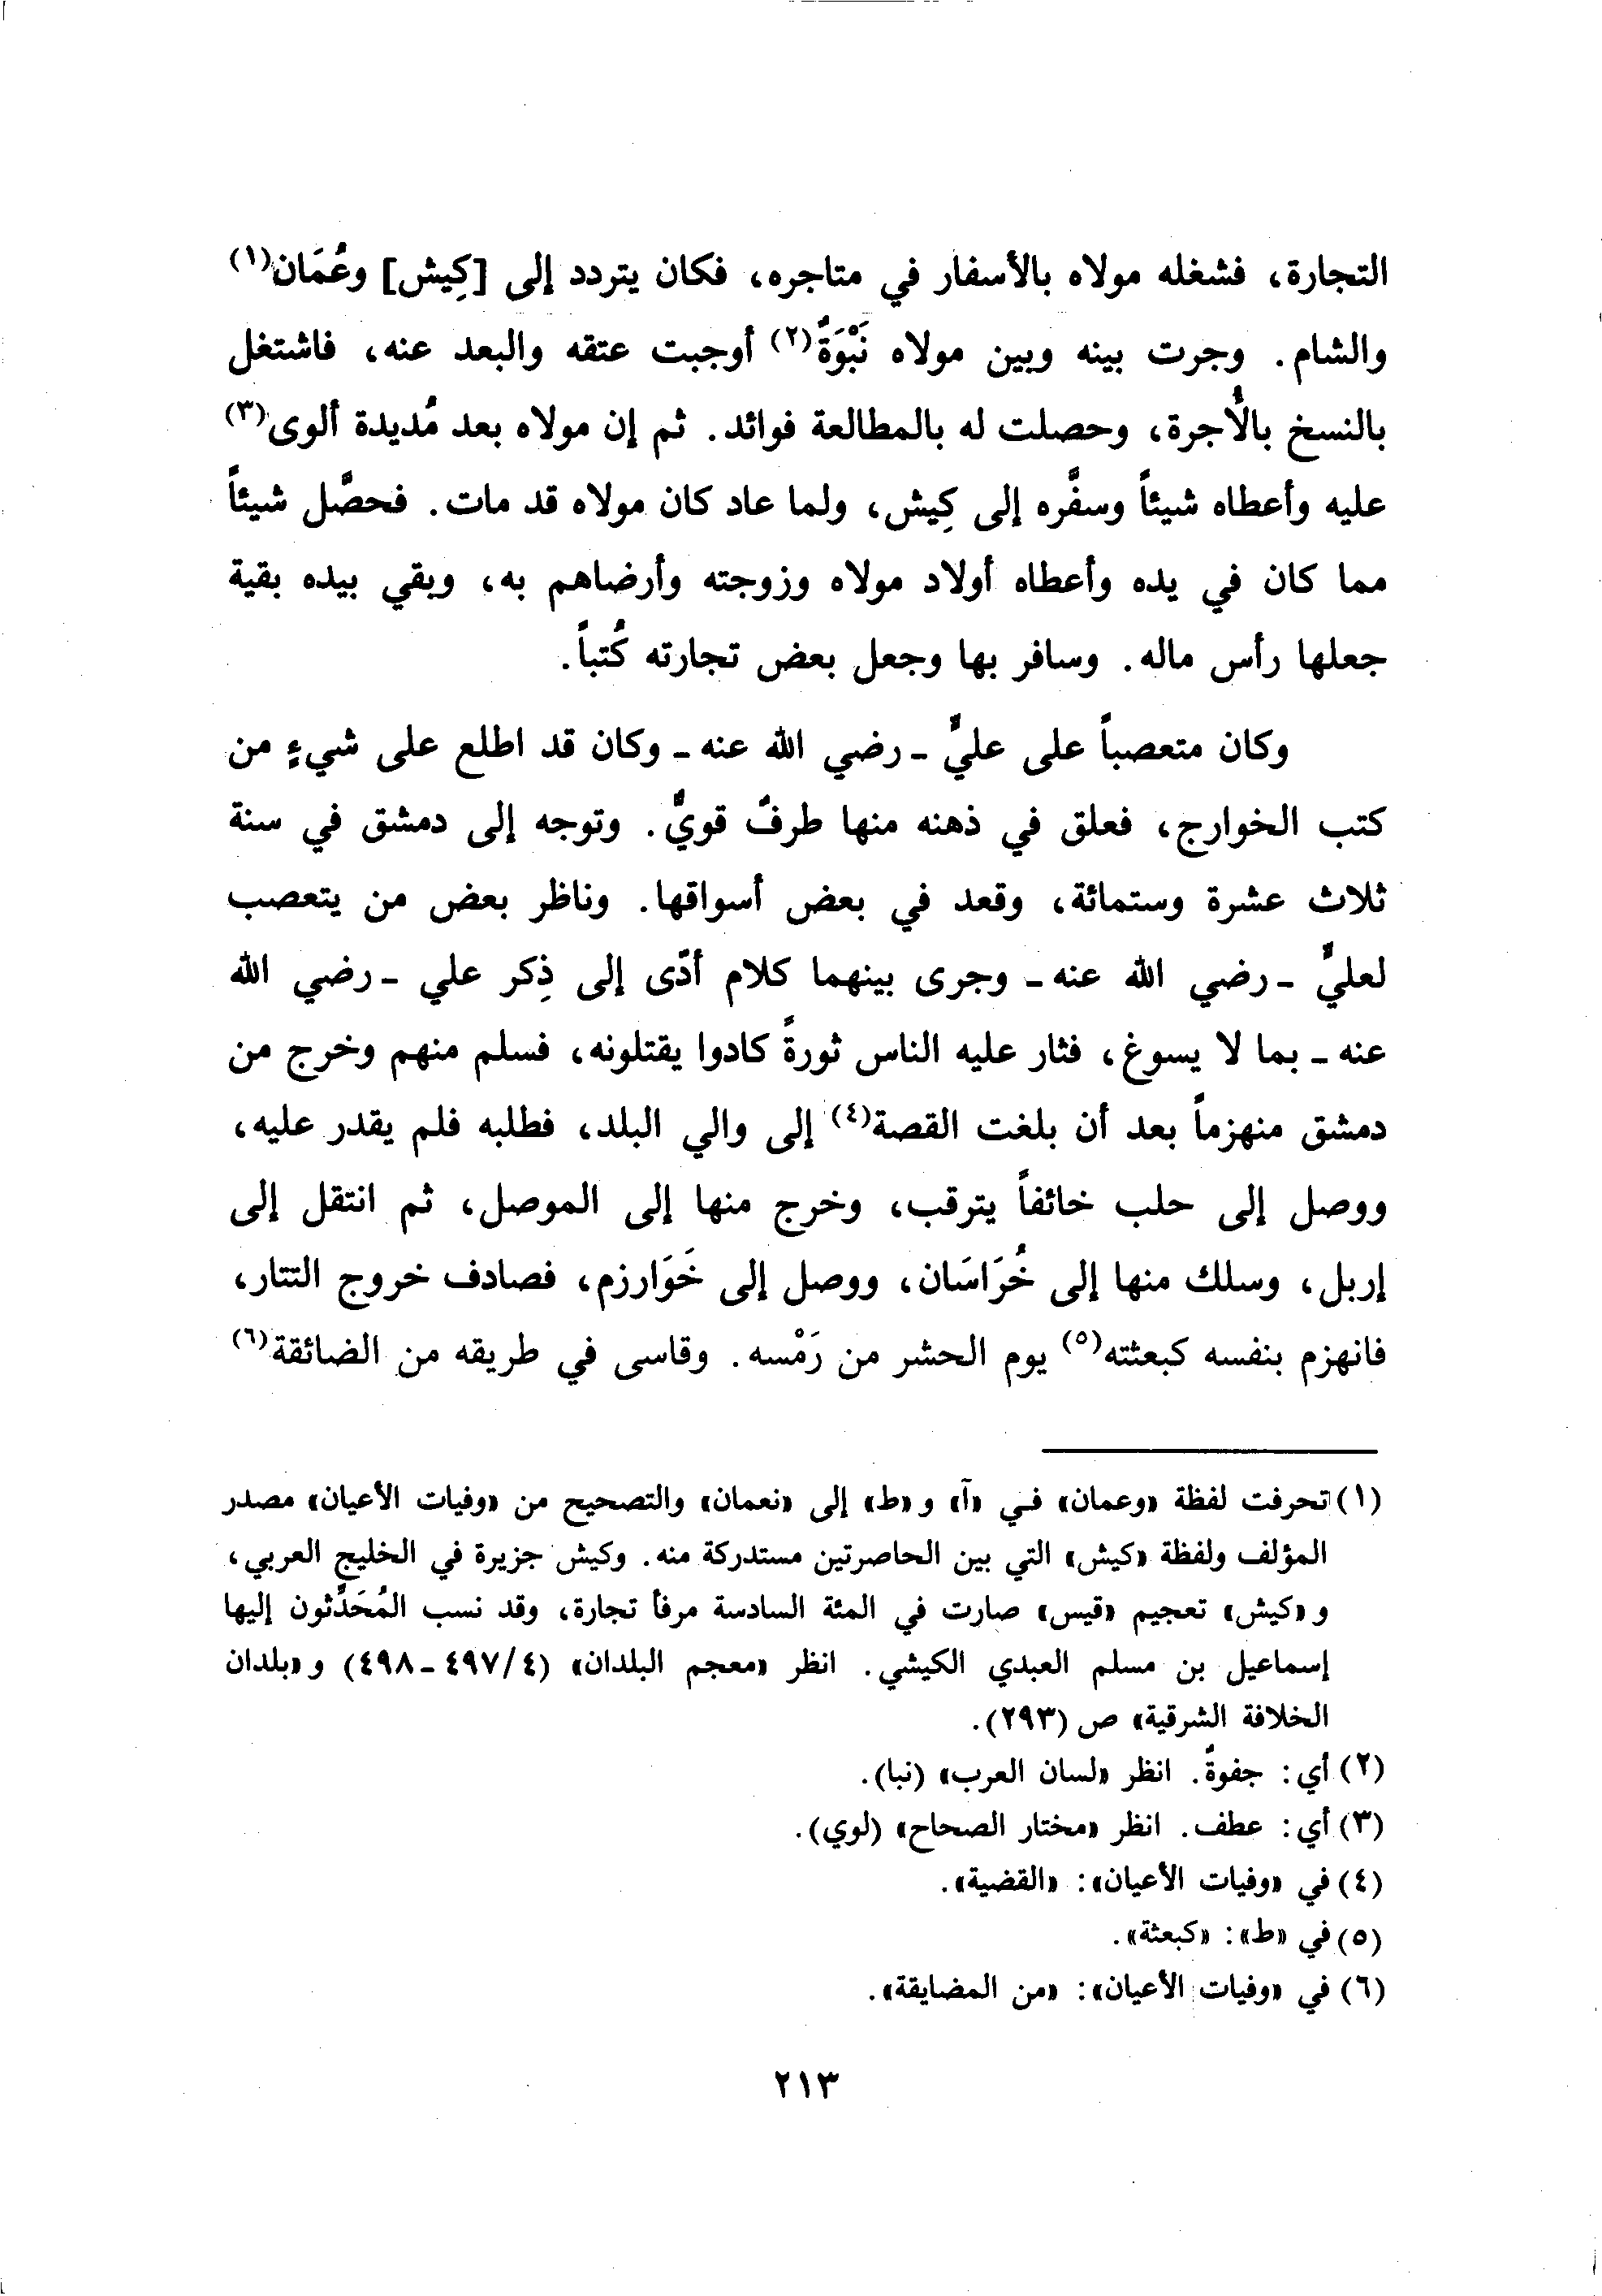 التجارة، فشغله مولاه بالأسفار في متاجره، فكان يتردد إلى [كِيش] وعُمَان(١)
والشام. وجرت بينه وبين مولاه نَبْوَةٌ(٢) أوجبت عتقه والبعد عنه، فاشتغل
بالنسخ بالأُجرة، وحصلت له بالمطالعة فوائد. ثم إن مولاه بعد مُديدة ألوى(٣)
عليه وأعطاه شيئاً وسفَّره إلى كِيش، ولما عاد كان مولاه قد مات. فحصَّل شيئاً
مما كان في يده وأعطاه أولاد مولاه وزوجته وأرضاهم به، وبقي بيده بقية
جعلها رأس ماله. وسافر بها وجعل بعض تجارته كُتباً.
وكان متعصباً على عليٍّ ـ رضي الله عنه ـ وكان قد اطلع على شيءٍ من
كتب الخوارج، فعلق في ذهنه منها طرفٌ قويٌّ. وتوجه إلى دمشق في سنة
ثلاث عشرة وستمائة، وقعد في بعض أسواقها. وناظر بعض من يتعصب
لعليٍّ ـ رضي الله عنه ـ وجرى بينهما كلام أدّى إلى ذِكر علي ـ رضي الله
عنه ـ بما لا يسوغ، فثار عليه الناس ثورةً كادوا يقتلونه، فسلم منهم وخرج من
دمشق منهزماً بعد أن بلغت القصة(٤) إلى والي البلد، فطلبه فلم يقدر عليه،
ووصل إلى حلب خائفاً يترقب، وخرج منها إلى الموصل، ثم انتقل إلى
إربل، وسلك منها إلى خُرَاسَان، ووصل إلى خَوَارزم، فصادف خروج التتار،
فانهزم بنفسه كبعثته(٥) يوم الحشر من رَمْسه. وقاسى في طريقه من الضائقة(٦)
(١) تحرفت لفظة «وعمان» في «آ» و «ط» إلى «نعمان» والتصحيح من «وفيات الأعيان» مصدر
المؤلف ولفظة «كيش» التي بين الحاصرتين مستدركة منه. وكيش جزيرة في الخليج العربي،
و «كيش» تعجيم «قيس» صارت في المئة السادسة مرفأ تجارة، وقد نسب المُحَدِّثون إليها
إسماعيل بن مسلم العبدي الكيشي. انظر «معجم البلدان» (٤/ ٤٩٧ ـ ٤٩٨) و «بلدان
الخلافة الشرقية» ص (٢٩٣).
(٢) أي: جفوةٌ. انظر «لسان العرب» (نبا).
(٣) أي: عطف. انظر «مختار الصحاح» (لوي).
(٤) في «وفيات الأعيان»: «القضية».
(٥) في «ط»: «كبعثة».
(٦) في «وفيات الأعيان»: «من المضايقة».
٢١٣